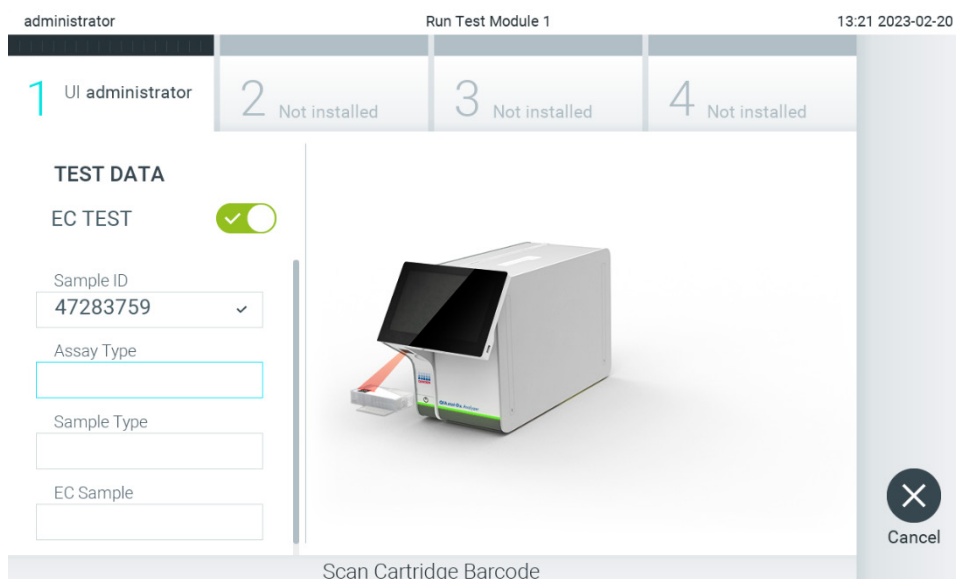 administrator
Run Test Module 1
13:21 2023-02-20
1 UI administrator
2 Not installed
3 Not installed
4 Not installed
TEST DATA
EC TEST
Sample ID
47283759
Assay Type
Sample Type
EC Sample
Cancel
Scan Cartridge Barcode